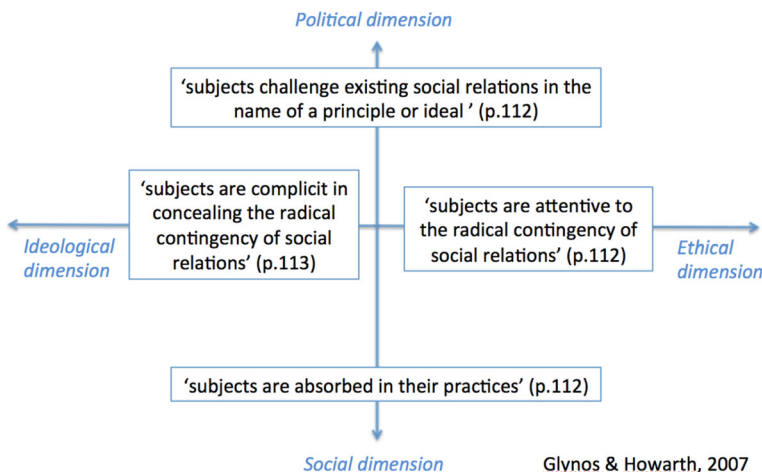 Political dimension
‘subjects challenge existing social relations in the
name of a principle or ideal ’ (p.112)
‘subjects are complicit in
concealing the radical
contingency of social
relations’ (p.113)
‘subjects are attentive to
the radical contingency of
social relations’ (p.112)
Ideological
dimension
Ethical
dimension
‘subjects are absorbed in their practices’ (p.112)
Social dimension
Glynos & Howarth, 2007